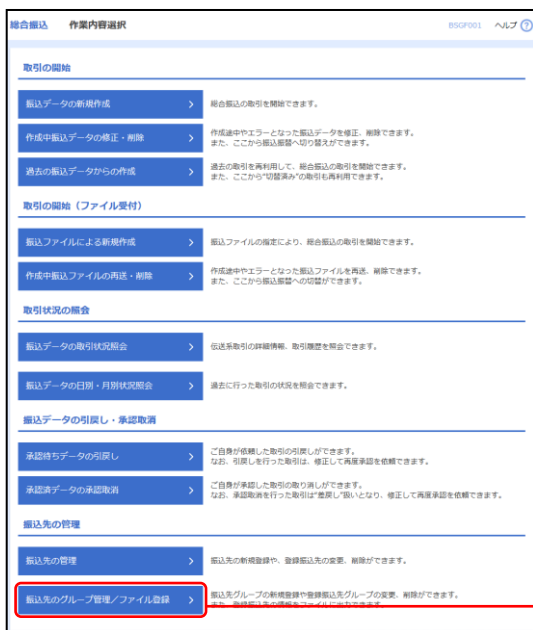 総合振込 作業内容選択 BSGF001 ヘルプ ?
取引の開始
振込データの新規作成 > 総合振込の取引を開始できます。
作成中振込データの修正・削除 > 作成途中やエラーとなった振込データを修正、削除できます。
また、ここから振込振替へ切り替えができます。
過去の振込データからの作成 > 過去の取引を再利用して、総合振込の取引を開始できます。
また、ここから"切替済み"の取引も再利用できます。
取引の開始（ファイル受付）
振込ファイルによる新規作成 > 振込ファイルの指定により、総合振込の取引を開始できます。
作成中振込ファイルの再送・削除 > 作成途中やエラーとなった振込ファイルを再送、削除できます。
また、ここから振込振替への切替ができます。
取引状況の照会
振込データの取引状況照会 > 伝送系取引の詳細情報、取引履歴を照会できます。
振込データの日別・月別状況照会 > 過去に行った取引の状況を照会できます。
振込データの引戻し・承認取消
承認待ちデータの引戻し > ご自身が依頼した取引の引戻しができます。
なお、引戻しを行った取引は、修正して再度承認を依頼できます。
承認済データの承認取消 > ご自身が承認した取引の取り消しができます。
なお、承認取消を行った取引は"差戻し"扱いとなり、修正して再度承認を依頼できます。
振込先の管理
振込先の管理 > 振込先の新規登録や、登録振込先の変更、削除ができます。
振込先のグループ管理／ファイル登録 > 振込先グループの新規登録や登録振込先グループの変更、削除ができます。
また、登録振込先の情報をファイルに出力できます。